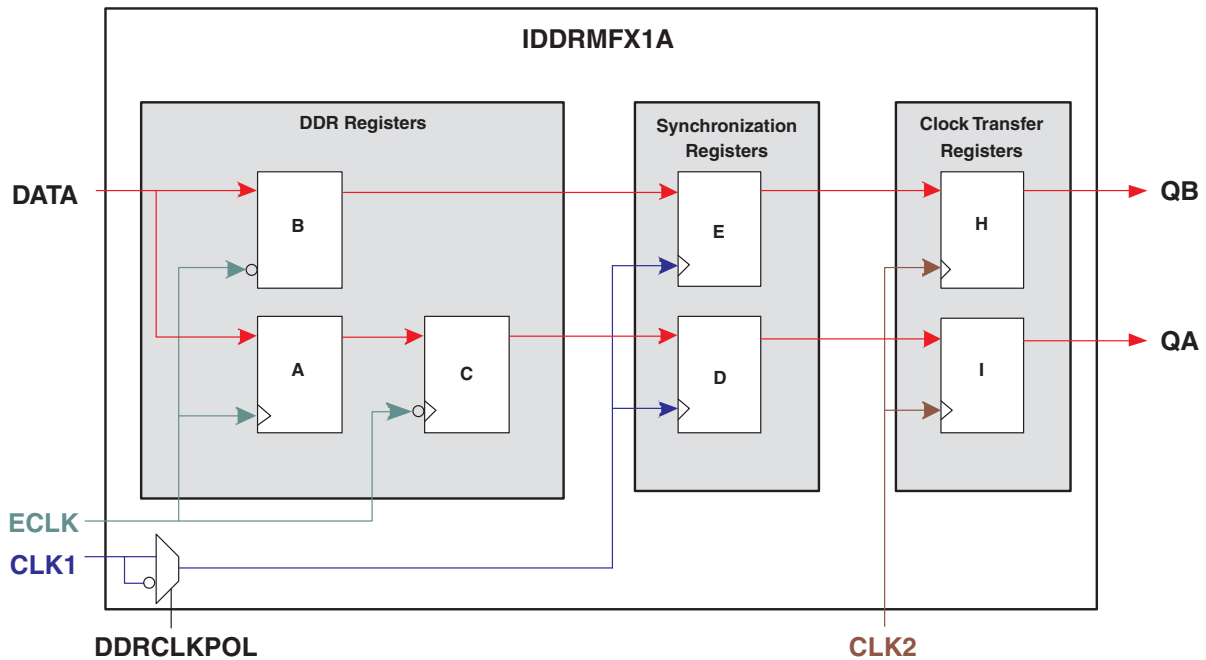 IDDRMFX1A
DDR Registers
Synchronization
Registers
Clock Transfer
Registers
DATA
B
E
H
QB
A
C
D
I
QA
ECLK
CLK1
DDRCLKPOL
CLK2